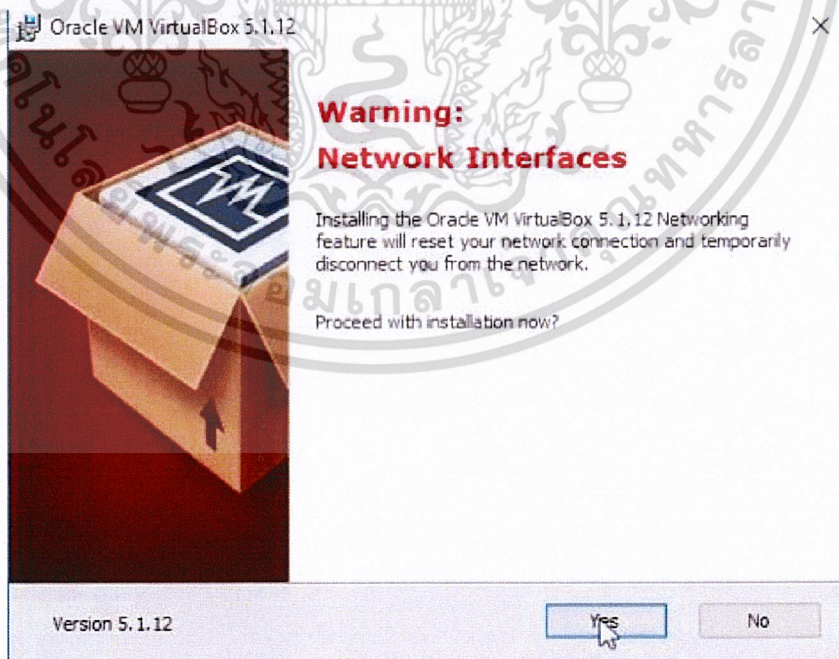 Oracle VM VirtualBox 5.1.12
Warning:
Network Interfaces
Installing the Oracle VM VirtualBox 5.1.12 Networking
feature will reset your network connection and temporarily
disconnect you from the network.
Proceed with installation now?
Version 5.1.12
Yes
No